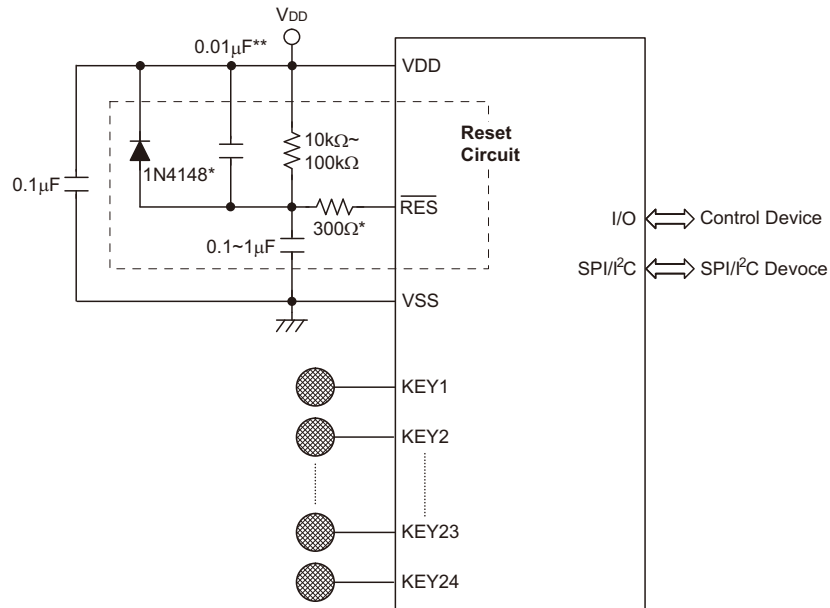 VDD
0.01μF**
VDD
Reset
Circuit
10kΩ~
100kΩ
1N4148*
0.1μF
RES
300Ω*
0.1~1μF
I/O
Control Device
SPI/I²C
SPI/I²C Devoce
VSS
KEY1
KEY2
KEY23
KEY24